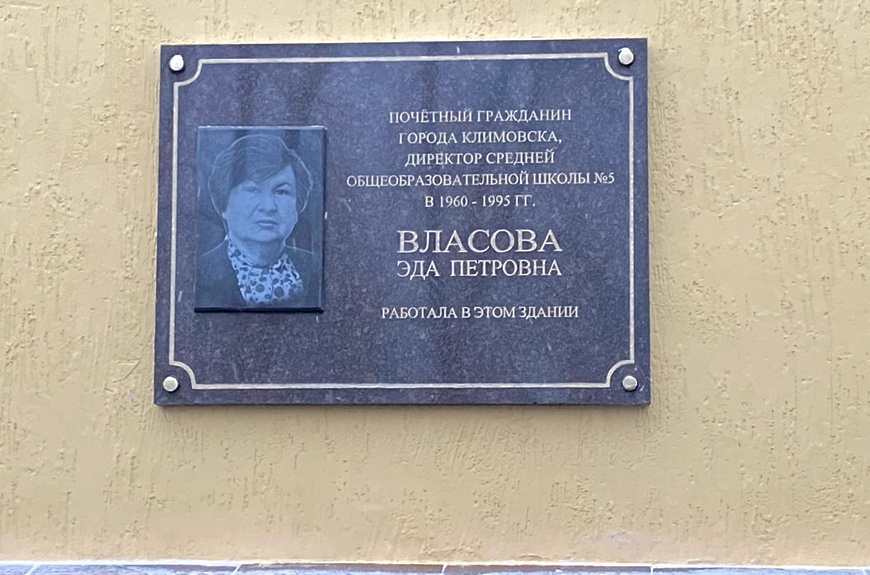 ПОЧЁТНЫЙ ГРАЖДАНИН
ГОРОДА КЛИМОВСКА,
ДИРЕКТОР СРЕДНЕЙ
ОБЩЕОБРАЗОВАТЕЛЬНОЙ ШКОЛЫ №5
В 1960 - 1995 ГГ.
ВЛАСОВА
ЭДА ПЕТРОВНА
РАБОТАЛА В ЭТОМ ЗДАНИИ